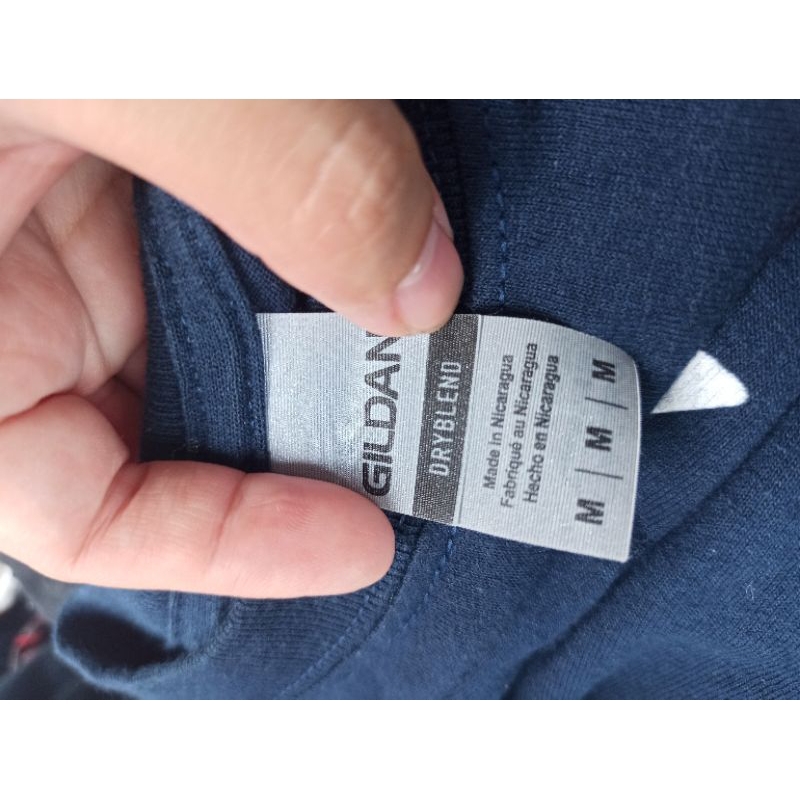 GILDAN
DRYBLEND
Made in Nicaragua
Fabriqué au Nicaragua
Hecho en Nicaragua
M | M | M